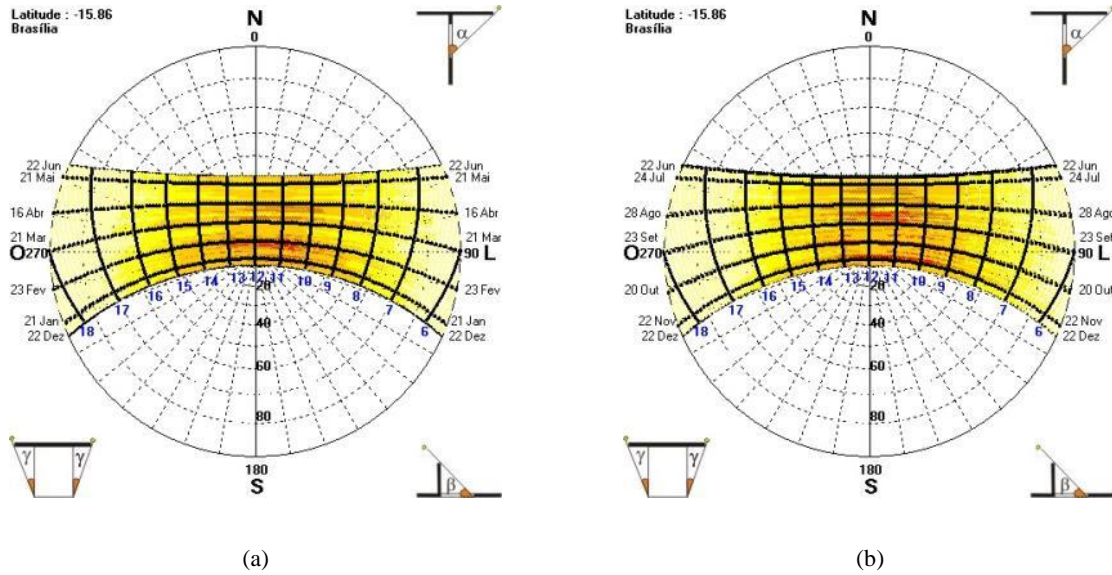 Latitude : -15.86
Brasília
N
0
α
22 Jun
21 Mai
16 Abr
21 Mar
O 270
90 L
23 Fev
21 Jan
22 Dez
18
17
16
15
14
13
12
11
10
9
8
7
6
20
40
60
80
180
S
γ
γ
β
(a)
Latitude : -15.86
Brasília
N
0
α
22 Jun
24 Jul
28 Ago
23 Set
O 270
90 L
20 Out
22 Nov
22 Dez
18
17
16
15
14
13
12
11
10
9
8
7
6
20
40
60
80
180
S
γ
γ
β
(b)
22 Jun
21 Mai
16 Abr
21 Mar
23 Fev
21 Jan
22 Dez
22 Jun
24 Jul
28 Ago
23 Set
20 Out
22 Nov
22 Dez